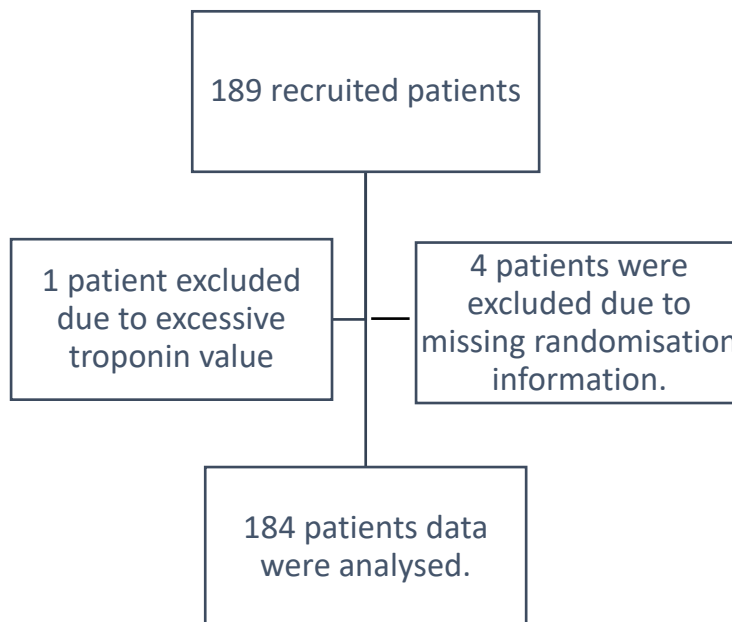 189 recruited patients
1 patient excluded
due to excessive
troponin value
4 patients were
excluded due to
missing randomisation
information.
184 patients data
were analysed.